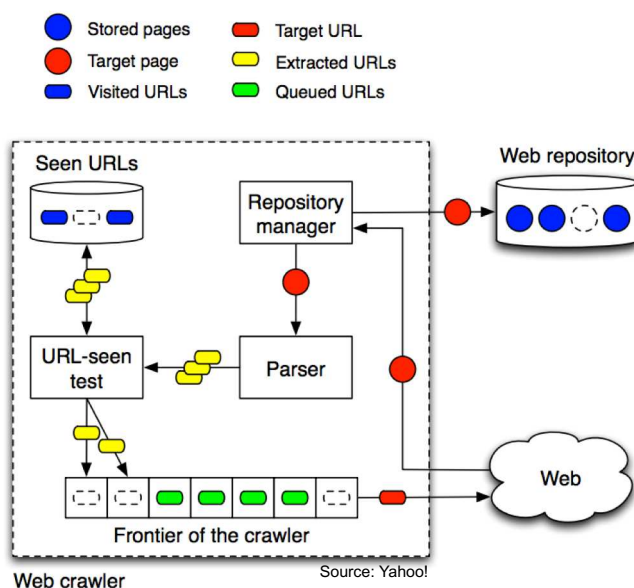 Stored pages
Target URL
Target page
Extracted URLs
Visited URLs
Queued URLs
Seen URLs
Web repository
Repository
manager
URL-seen
test
Parser
Web
Frontier of the crawler
Source: Yahoo!
Web crawler